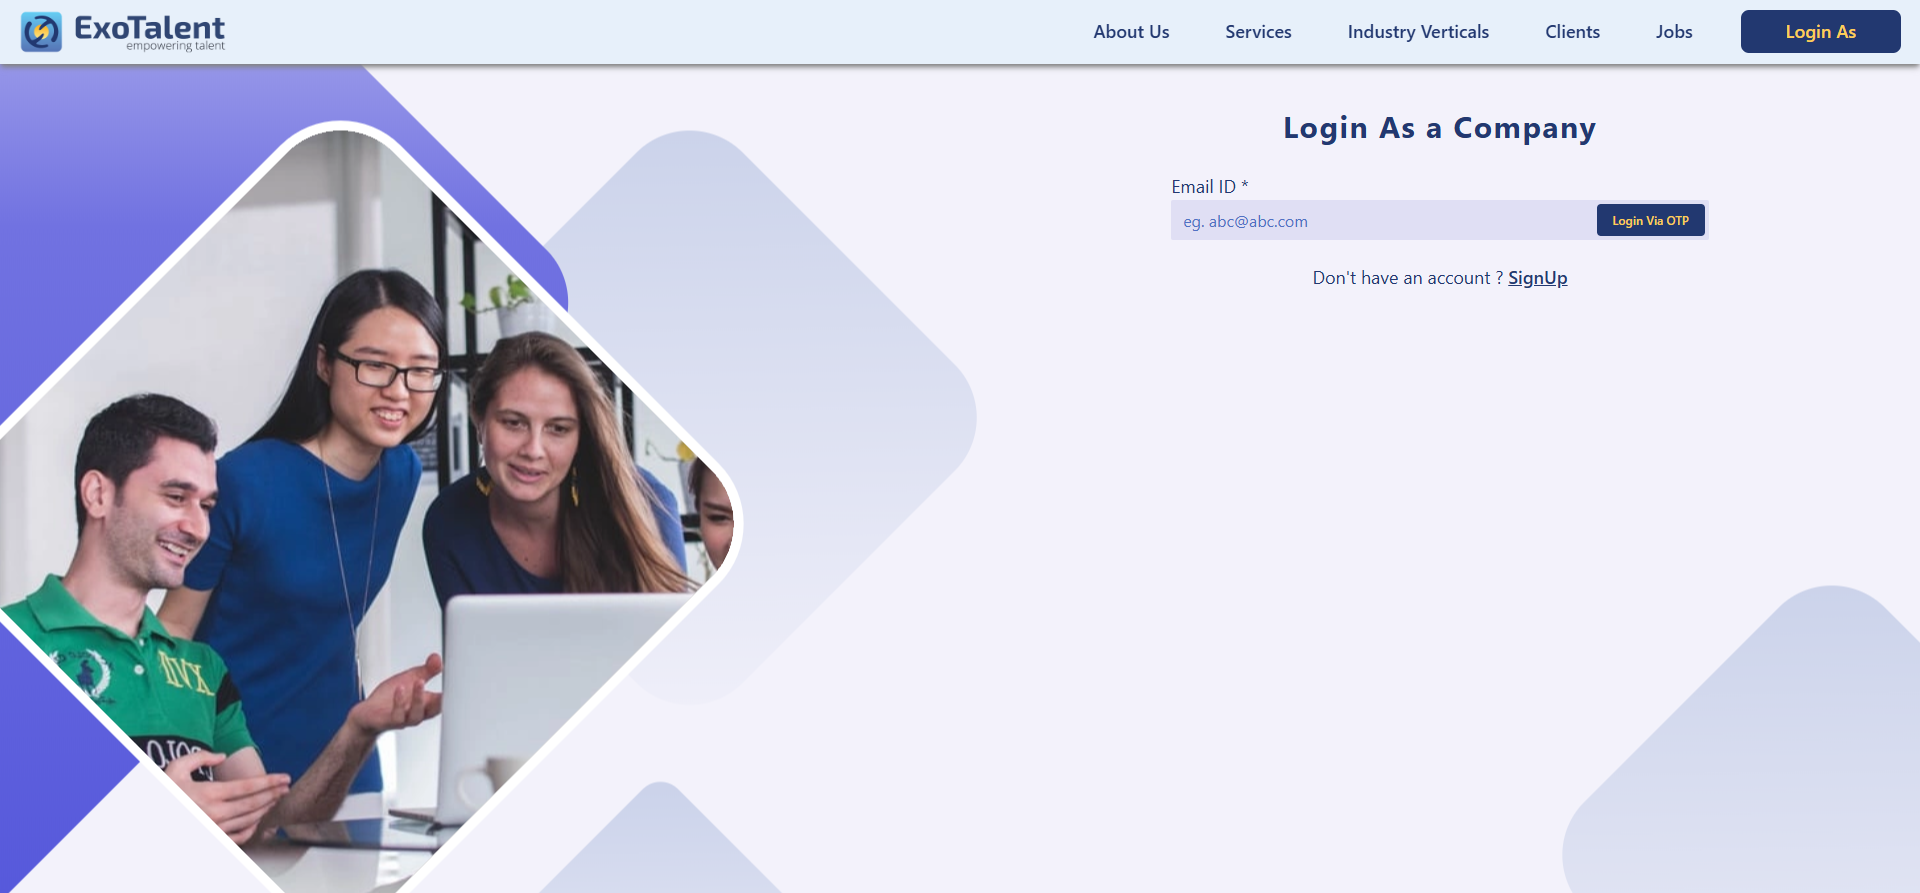 ExoTalent
empowering talent
About Us
Services
Industry Verticals
Clients
Jobs
Login As
Login As a Company
Email ID *
eg. abc@abc.com
Login Via OTP
Don't have an account ? SignUp